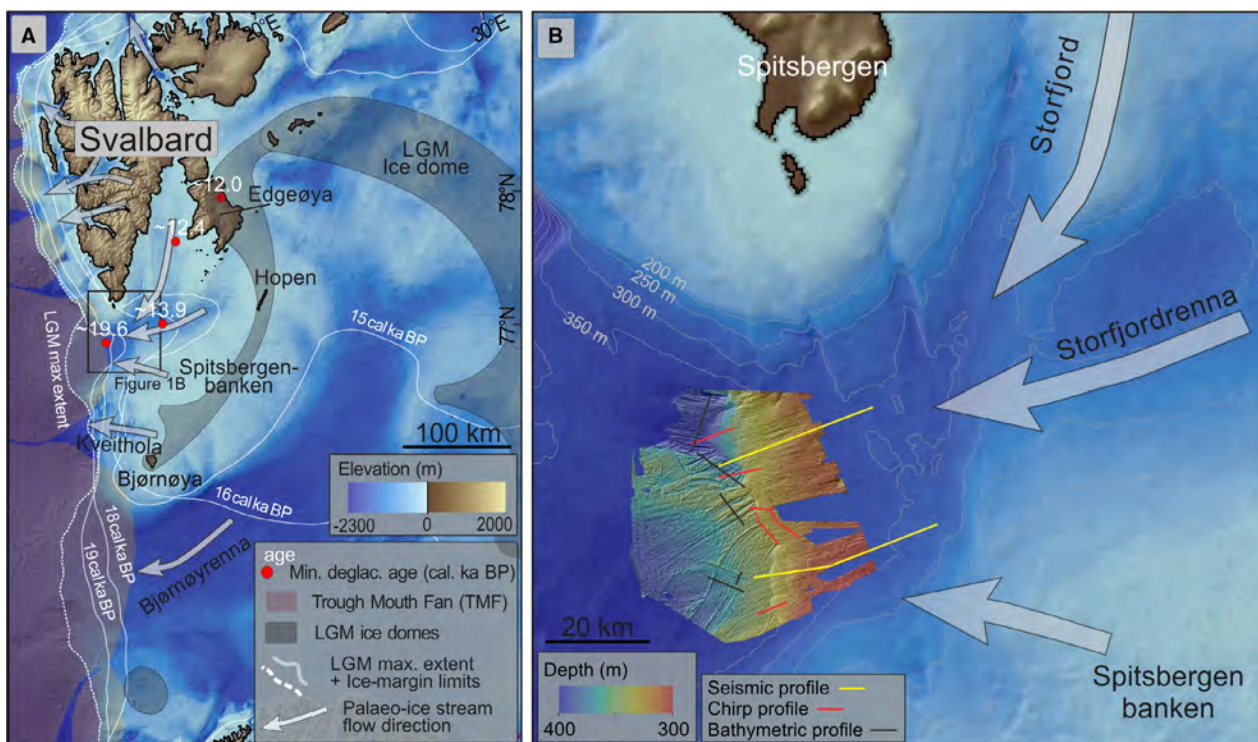 A
0°E
30°E
Svalbard
LGM
Ice dome
~12.0
Edgeøya
78°N
~12.4
Hopen
~13.9
~19.6
77°N
15 cal ka BP
LGM max extent
Figure 1B
Spitsbergen-
banken
Kveithola
100 km
Bjørnøya
Elevation (m)
-2300 0 2000
16 cal ka BP
18 cal ka BP
19 cal ka BP
Bjørnøyrenna
age
Min. deglac. age (cal. ka BP)
Trough Mouth Fan (TMF)
LGM ice domes
LGM max. extent
+ Ice-margin limits
Palaeo-ice stream
flow direction
B
Spitsbergen
Storfjord
200 m
250 m
300 m
350 m
Storfjordrenna
20 km
Depth (m)
400 300
Seismic profile
Chirp profile
Bathymetric profile
Spitsbergen
banken